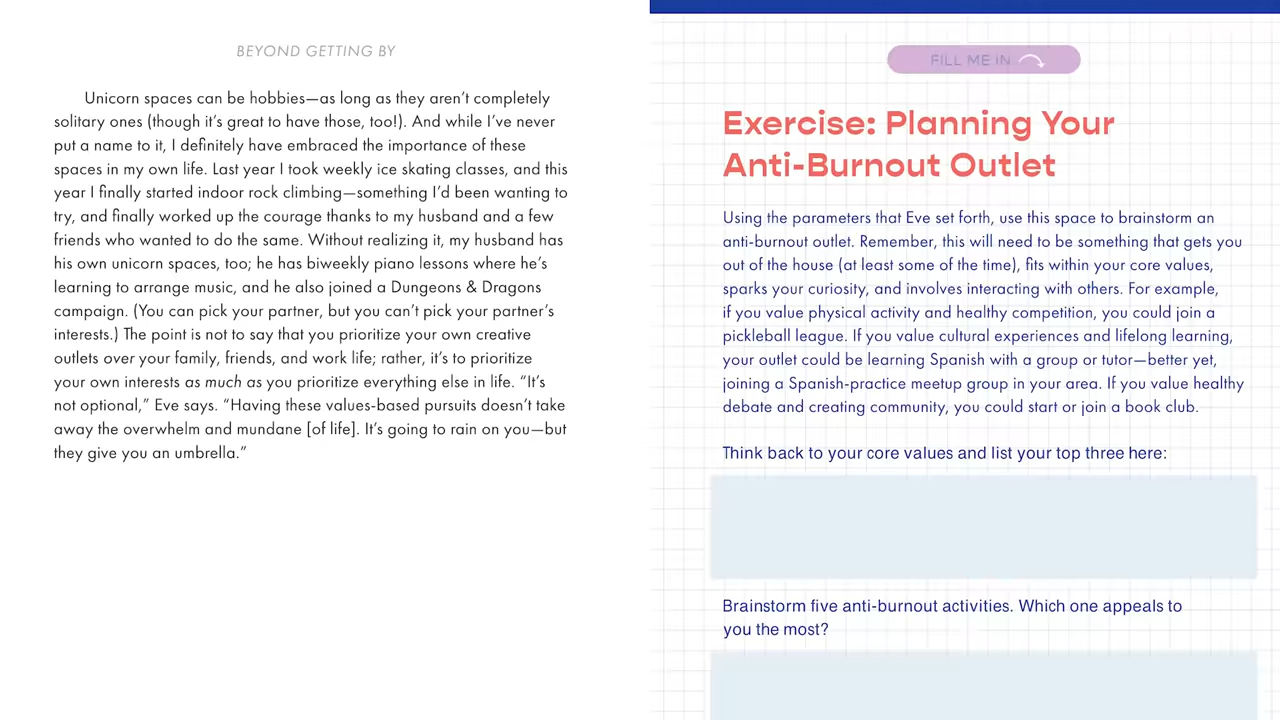 BEYOND GETTING BY
Unicorn spaces can be hobbies—as long as they aren’t completely
solitary ones (though it’s great to have those, too!). And while I’ve never
put a name to it, I definitely have embraced the importance of these
spaces in my own life. Last year I took weekly ice skating classes, and this
year I finally started indoor rock climbing—something I’d been wanting to
try, and finally worked up the courage thanks to my husband and a few
friends who wanted to do the same. Without realizing it, my husband has
his own unicorn spaces, too; he has biweekly piano lessons where he’s
learning to arrange music, and he also joined a Dungeons & Dragons
campaign. (You can pick your partner, but you can’t pick your partner’s
interests.) The point is not to say that you prioritize your own creative
outlets over your family, friends, and work life; rather, it’s to prioritize
your own interests as much as you prioritize everything else in life. “It’s
not optional,” Eve says. “Having these values-based pursuits doesn’t take
away the overwhelm and mundane [of life]. It’s going to rain on you—but
they give you an umbrella.”
FILL ME IN
Exercise: Planning Your
Anti-Burnout Outlet
Using the parameters that Eve set forth, use this space to brainstorm an
anti-burnout outlet. Remember, this will need to be something that gets you
out of the house (at least some of the time), fits within your core values,
sparks your curiosity, and involves interacting with others. For example,
if you value physical activity and healthy competition, you could join a
pickleball league. If you value cultural experiences and lifelong learning,
your outlet could be learning Spanish with a group or tutor—better yet,
joining a Spanish-practice meetup group in your area. If you value healthy
debate and creating community, you could start or join a book club.
Think back to your core values and list your top three here:
Brainstorm five anti-burnout activities. Which one appeals to
you the most?